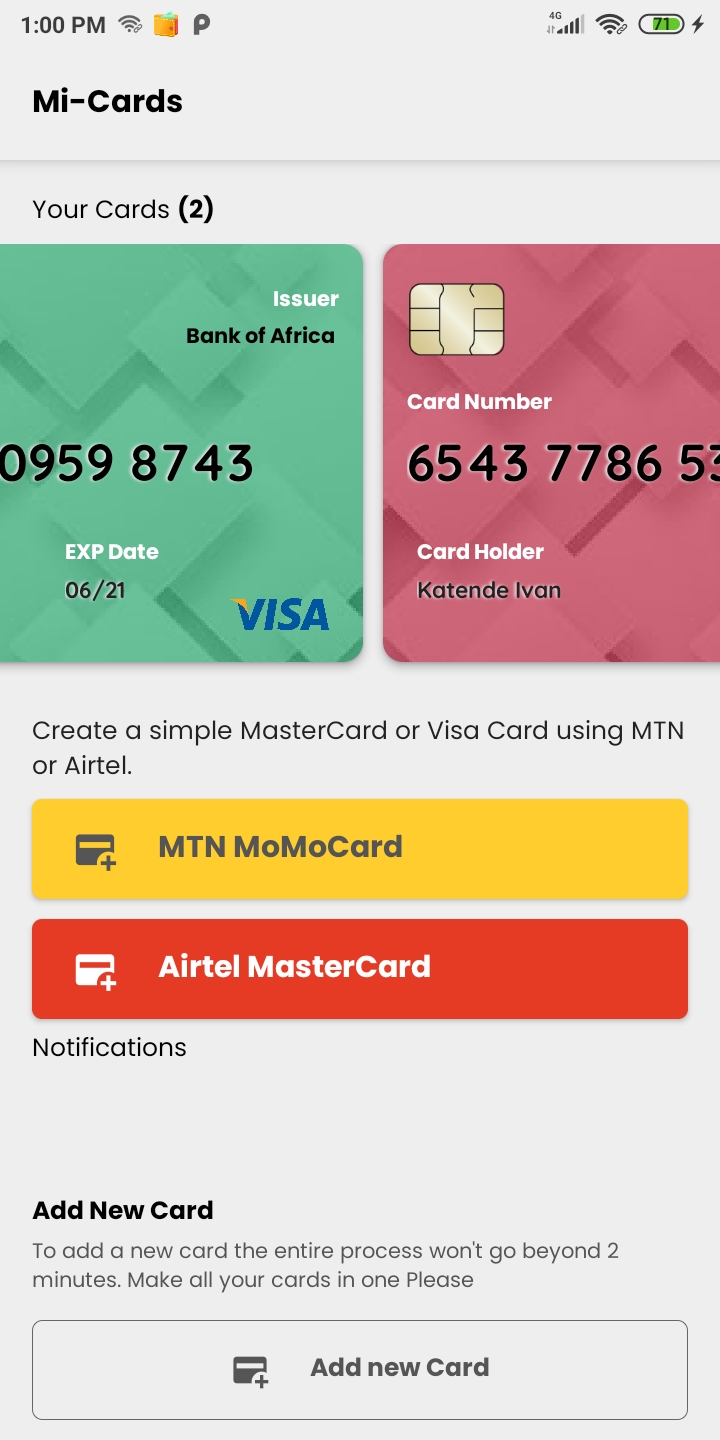 1:00 PM
4G
71
Mi-Cards
Your Cards (2)
Issuer
Bank of Africa
0959 8743
EXP Date
06/21
VISA
Card Number
6543 7786 53
Card Holder
Katende Ivan
Create a simple MasterCard or Visa Card using MTN
or Airtel.
MTN MoMoCard
Airtel MasterCard
Notifications
Add New Card
To add a new card the entire process won't go beyond 2
minutes. Make all your cards in one Please
Add new Card